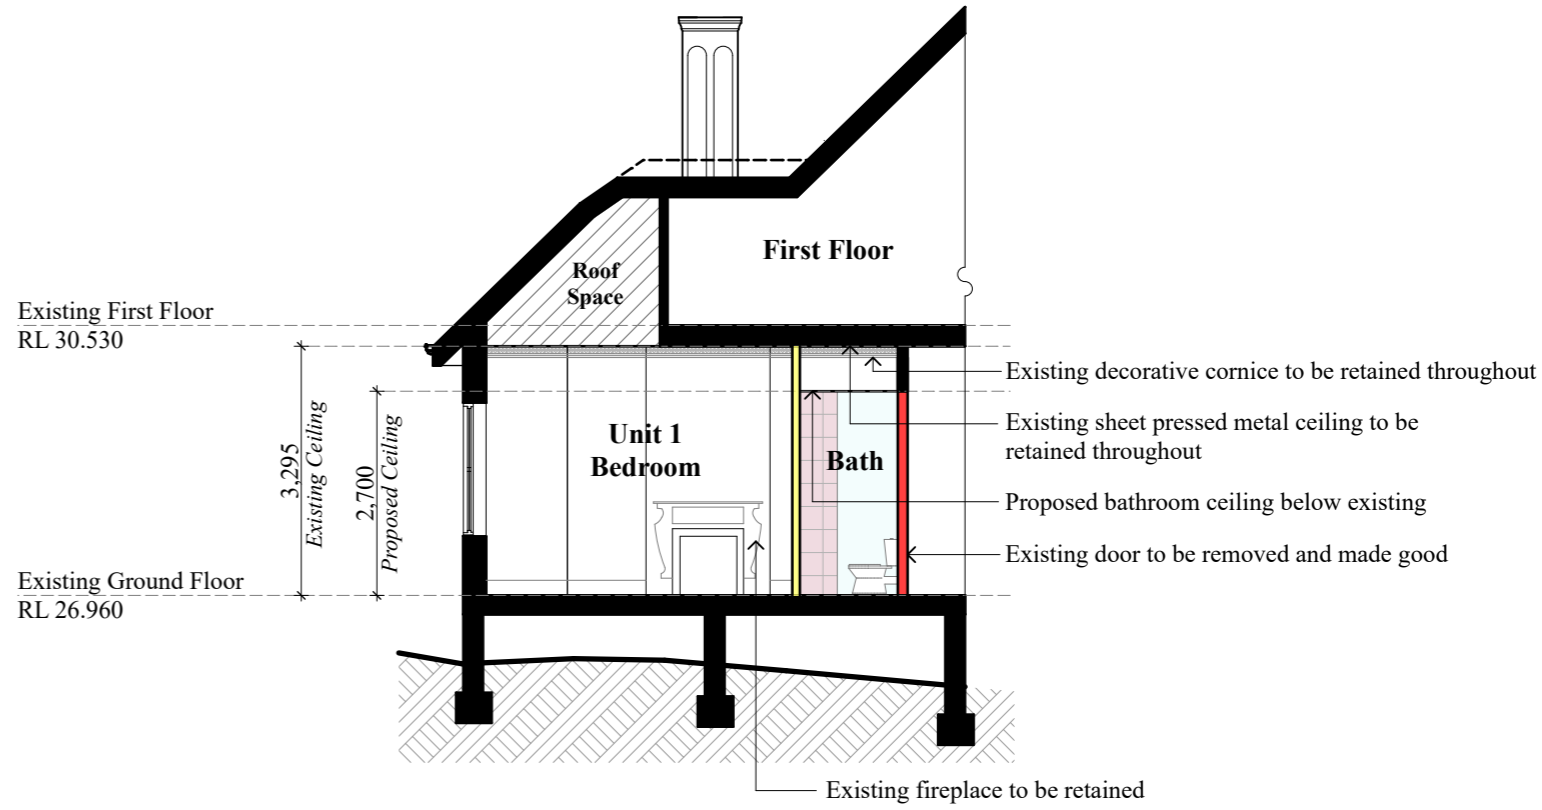 First Floor
Roof
Space
Existing First Floor
RL 30.530
Existing decorative cornice to be retained throughout
Existing sheet pressed metal ceiling to be
retained throughout
Unit 1
Bedroom
Bath
3,295
Existing Ceiling
2,700
Proposed Ceiling
Proposed bathroom ceiling below existing
Existing door to be removed and made good
Existing Ground Floor
RL 26.960
Existing fireplace to be retained